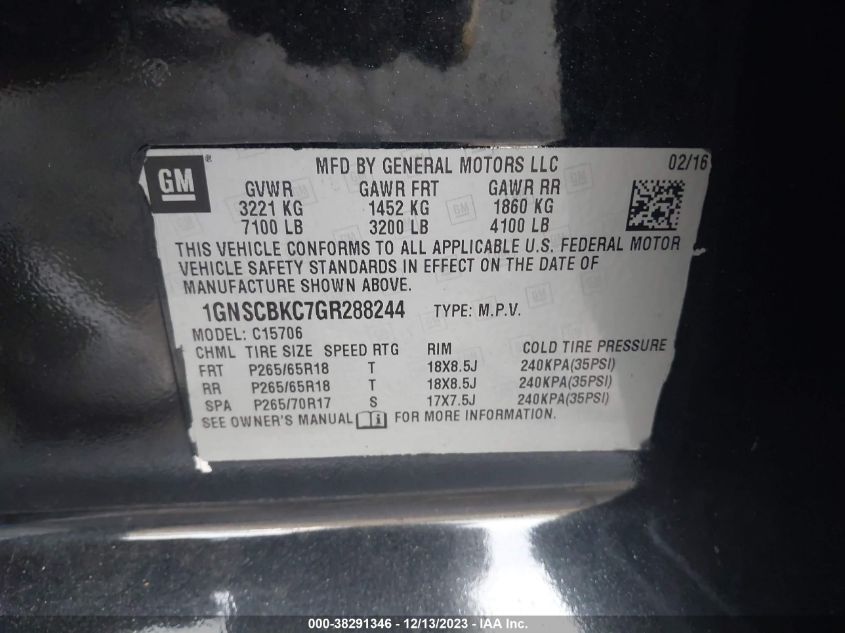 GM ® MFD BY GENERAL MOTORS LLC 02/16
GVWR GAWR FRT GAWR RR
3221 KG 1452 KG 1860 KG
7100 LB 3200 LB 4100 LB
THIS VEHICLE CONFORMS TO ALL APPLICABLE U.S. FEDERAL MOTOR
VEHICLE SAFETY STANDARDS IN EFFECT ON THE DATE OF
MANUFACTURE SHOWN ABOVE.
1GNSCBKC7GR288244 TYPE: M.P.V.
MODEL: C15706
CHML TIRE SIZE SPEED RTG RIM COLD TIRE PRESSURE
FRT P265/65R18 T 18X8.5J 240KPA(35PSI)
RR P265/65R18 T 18X8.5J 240KPA(35PSI)
SPA P265/70R17 S 17X7.5J 240KPA(35PSI)
SEE OWNER'S MANUAL FOR MORE INFORMATION.
000-38291346 - 12/13/2023 - IAA Inc.